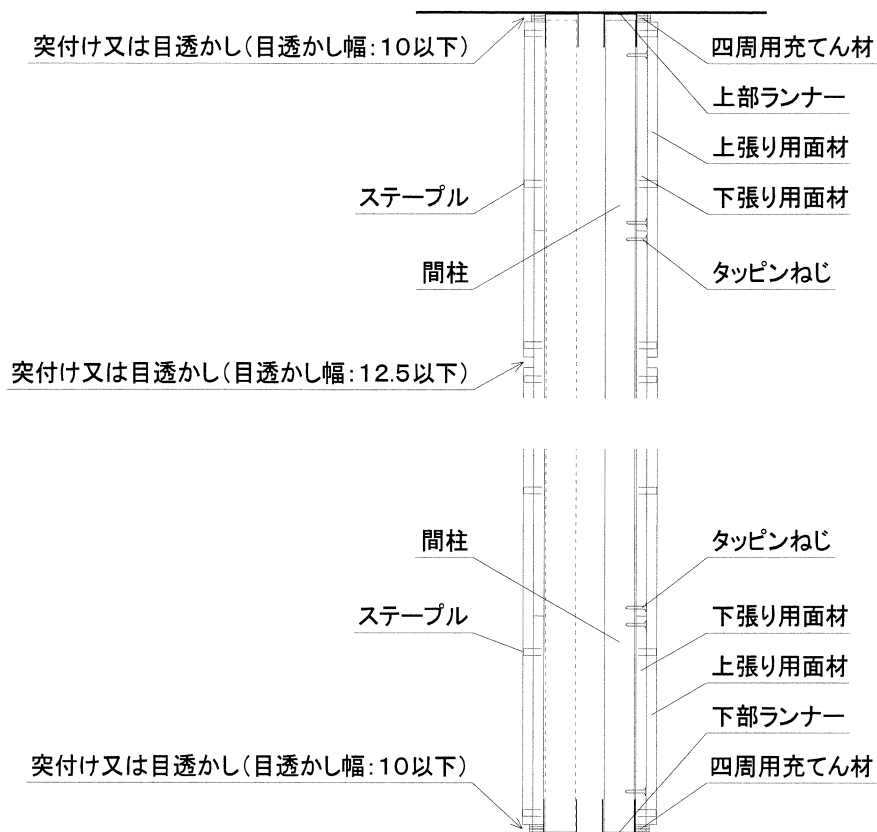 突付け又は目透かし(目透かし幅:10以下)
四周用充てん材
上部ランナー
上張り用面材
ステープル
下張り用面材
間柱
タッピンねじ
突付け又は目透かし(目透かし幅:12.5以下)
間柱
タッピンねじ
ステープル
下張り用面材
上張り用面材
下部ランナー
突付け又は目透かし(目透かし幅:10以下)
四周用充てん材